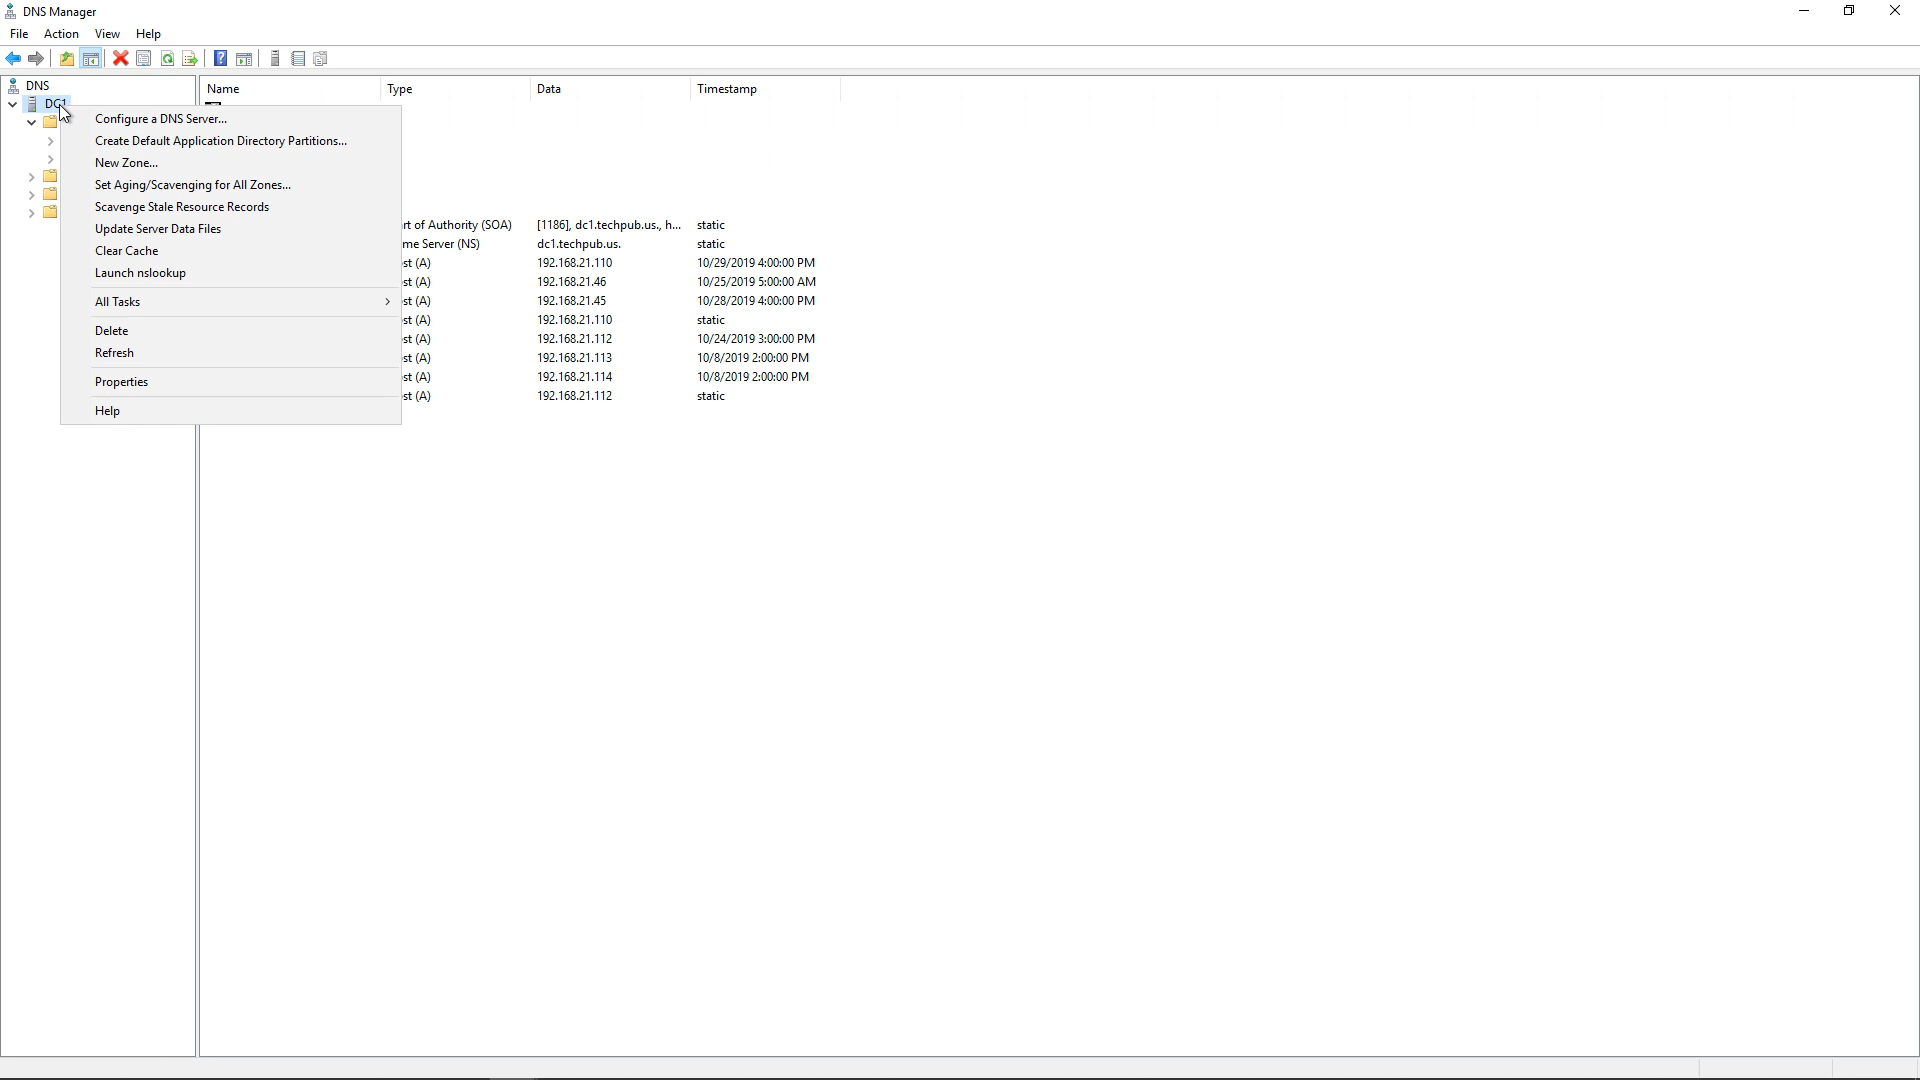 DNS Manager
File Action View Help
DNS
DC1
Name Type Data Timestamp
Configure a DNS Server...
Create Default Application Directory Partitions...
New Zone...
Set Aging/Scavenging for All Zones...
Scavenge Stale Resource Records
Update Server Data Files
Clear Cache
Launch nslookup
All Tasks
Delete
Refresh
Properties
Help
rt of Authority (SOA) [1186], dc1.techpub.us., h... static
me Server (NS) dc1.techpub.us. static
st (A) 192.168.21.110 10/29/2019 4:00:00 PM
st (A) 192.168.21.46 10/25/2019 5:00:00 AM
st (A) 192.168.21.45 10/28/2019 4:00:00 PM
st (A) 192.168.21.110 static
st (A) 192.168.21.112 10/24/2019 3:00:00 PM
st (A) 192.168.21.113 10/8/2019 2:00:00 PM
st (A) 192.168.21.114 10/8/2019 2:00:00 PM
st (A) 192.168.21.112 static